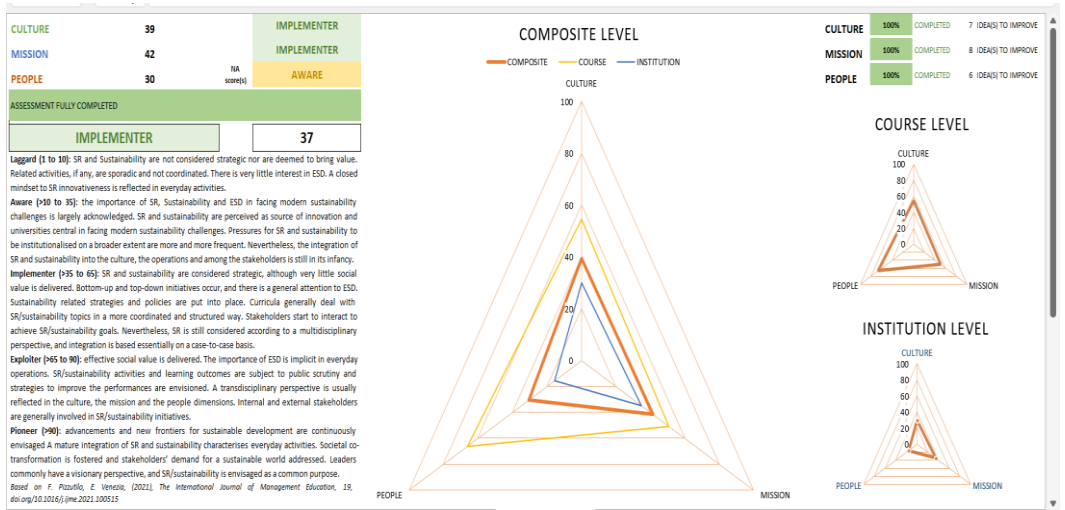 CULTURE 39 IMPLEMENTER
MISSION 42 IMPLEMENTER
PEOPLE 30 NA score(s) AWARE
ASSESSMENT FULLY COMPLETED
IMPLEMENTER 37
Laggard (1 to 10): SR and Sustainability are not considered strategic nor are deemed to bring value.
Related activities, if any, are sporadic and not coordinated. There is very little interest in ESD. A closed
mindset to SR innovativeness is reflected in everyday activities.
Aware (>10 to 35): the importance of SR, Sustainability and ESD in facing modern sustainability
challenges is largely acknowledged. SR and sustainability are perceived as source of innovation and
universities central in facing modern sustainability challenges. Pressures for SR and sustainability to
be institutionalised on a broader extent are more and more frequent. Nevertheless, the integration of
SR and sustainability into the culture, the operations and among the stakeholders is still in its infancy.
Implementer (>35 to 65): SR and sustainability are considered strategic, although very little social
value is delivered. Bottom-up and top-down initiatives occur, and there is a general attention to ESD.
Sustainability related strategies and policies are put into place. Curricula generally deal with
SR/sustainability topics in a more coordinated and structured way. Stakeholders start to interact to
achieve SR/sustainability goals. Nevertheless, SR is still considered according to a multidisciplinary
perspective, and integration is based essentially on a case-to-case basis.
Exploiter (>65 to 90): effective social value is delivered. The importance of ESD is implicit in everyday
operations. SR/sustainability activities and learning outcomes are subject to public scrutiny and
strategies to improve the performances are envisioned. A transdisciplinary perspective is usually
reflected in the culture, the mission and the people dimensions. Internal and external stakeholders
are generally involved in SR/sustainability initiatives.
Pioneer (>90): advancements and new frontiers for sustainable development are continuously
envisaged A mature integration of SR and sustainability characterises everyday activities. Societal co-
transformation is fostered and stakeholders' demand for a sustainable world addressed. Leaders
commonly have a visionary perspective, and SR/sustainability is envisaged as a common purpose.
Based on F. Pizzutilo, E. Venezia, (2021), The International Journal of Management Education, 19,
doi.org/10.1016/j.ijme.2021.100515
COMPOSITE LEVEL
COMPOSITE COURSE INSTITUTION
CULTURE
100
80
60
40
20
0
PEOPLE MISSION
CULTURE 100% COMPLETED 7 IDEA(S) TO IMPROVE
MISSION 100% COMPLETED 8 IDEA(S) TO IMPROVE
PEOPLE 100% COMPLETED 6 IDEA(S) TO IMPROVE
COURSE LEVEL
CULTURE
100
80
60
40
20
0
PEOPLE MISSION
INSTITUTION LEVEL
CULTURE
100
80
60
40
20
0
PEOPLE MISSION